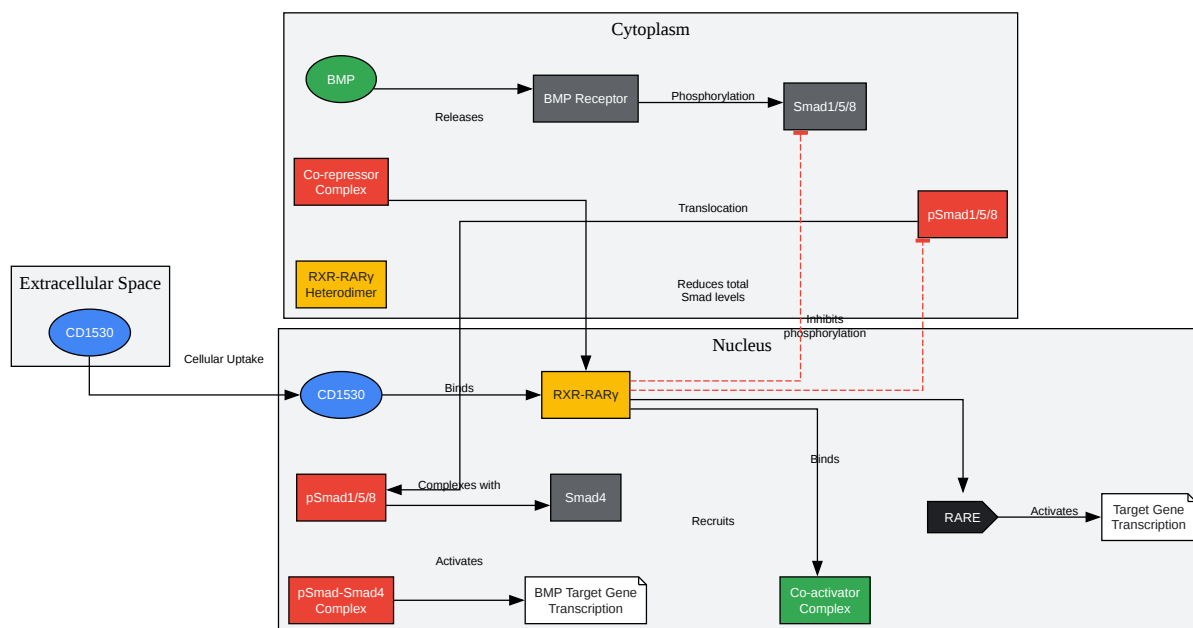 Cytoplasm
BMP
BMP Receptor
Phosphorylation
Smad1/5/8
Releases
Co-repressor
Complex
Translocation
pSmad1/5/8
RXR-RARγ
Heterodimer
Reduces total
Smad levels
Inhibits
phosphorylation
Extracellular Space
CD1530
Cellular Uptake
Nucleus
CD1530
Binds
RXR-RARγ
Binds
pSmad1/5/8
Complexes with
Smad4
Recruits
RARE
Activates
Target Gene
Transcription
Activates
pSmad-Smad4
Complex
BMP Target Gene
Transcription
Co-activator
Complex